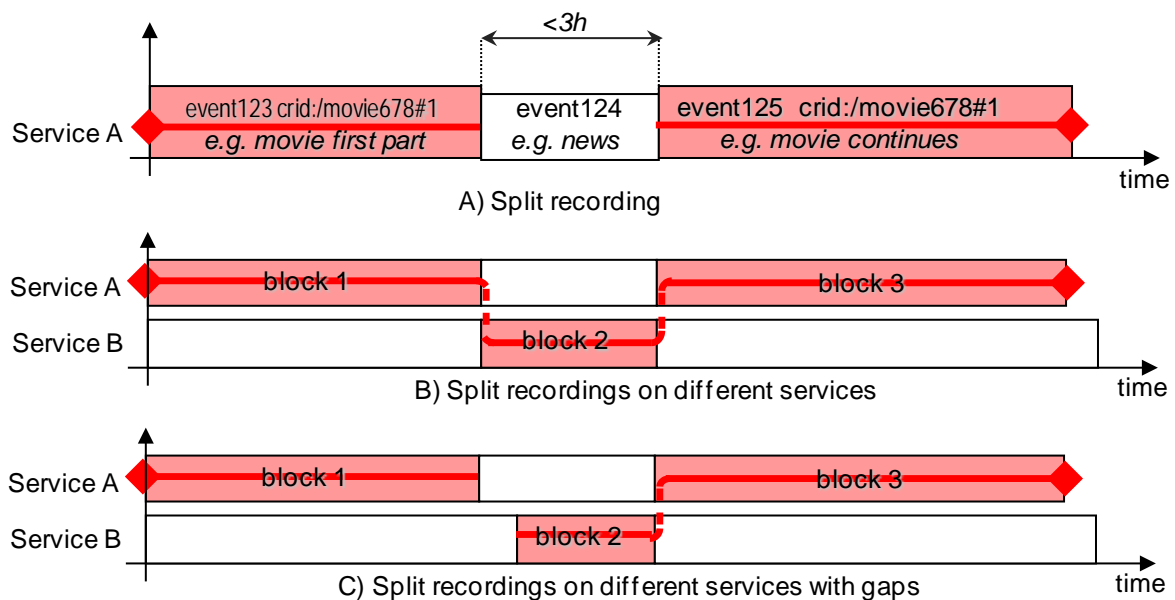 <3h
event123 crid:/movie678#1
event124
event125 crid:/movie678#1
Service A
e.g. movie first part
e.g. news
e.g. movie continues
time
A) Split recording
Service A
block 1
block 3
Service B
block 2
time
B) Split recordings on different services
Service A
block 1
block 3
Service B
block 2
time
C) Split recordings on different services with gaps